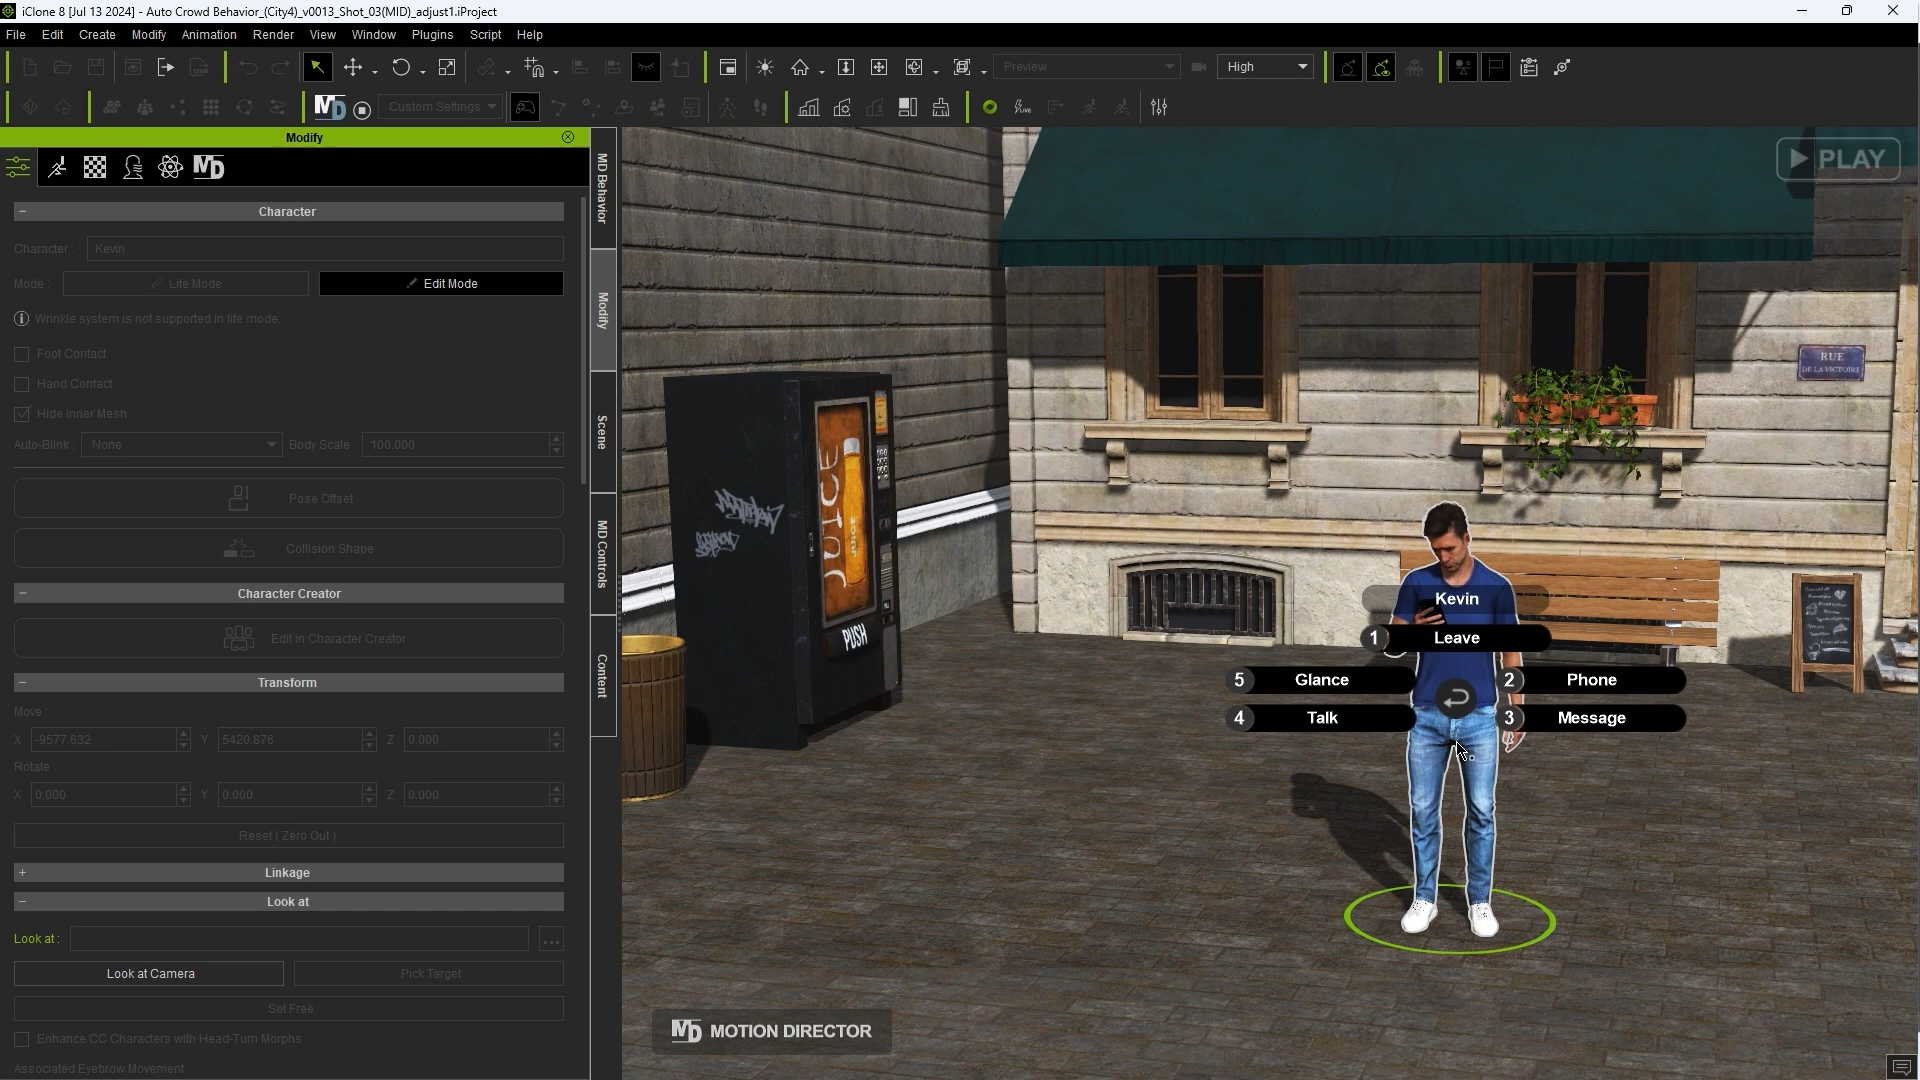 iClone 8 [Jul 13 2024] - Auto Crowd Behavior_(City4)_v0013_Shot_03(MID)_adjust1.iProject
File Edit Create Modify Animation Render View Window Plugins Script Help
Preview High
MD Custom Settings LIVE
Modify
MD
Character
Character : Kevin
Mode : Lite Mode Edit Mode
Wrinkle system is not supported in lite mode.
Foot Contact
Hand Contact
Hide Inner Mesh
Auto-Blink : None Body Scale : 100.000
Pose Offset
Collision Shape
Character Creator
Edit in Character Creator
Transform
Move :
X -9577.632 Y 5420.876 Z 0.000
Rotate :
X 0.000 Y 0.000 Z 0.000
Reset ( Zero Out )
Linkage
Look at
Look at : ...
Look at Camera Pick Target
Set Free
Enhance CC Characters with Head-Turn Morphs
Associated Eyebrow Movement
MD Behavior
Modify
Scene
MD Controls
Content
PLAY
RUE
DE LA VICTOIRE
JUICE
PUSH
Kevin
1 Leave
5 Glance 2 Phone
4 Talk 3 Message
MD MOTION DIRECTOR